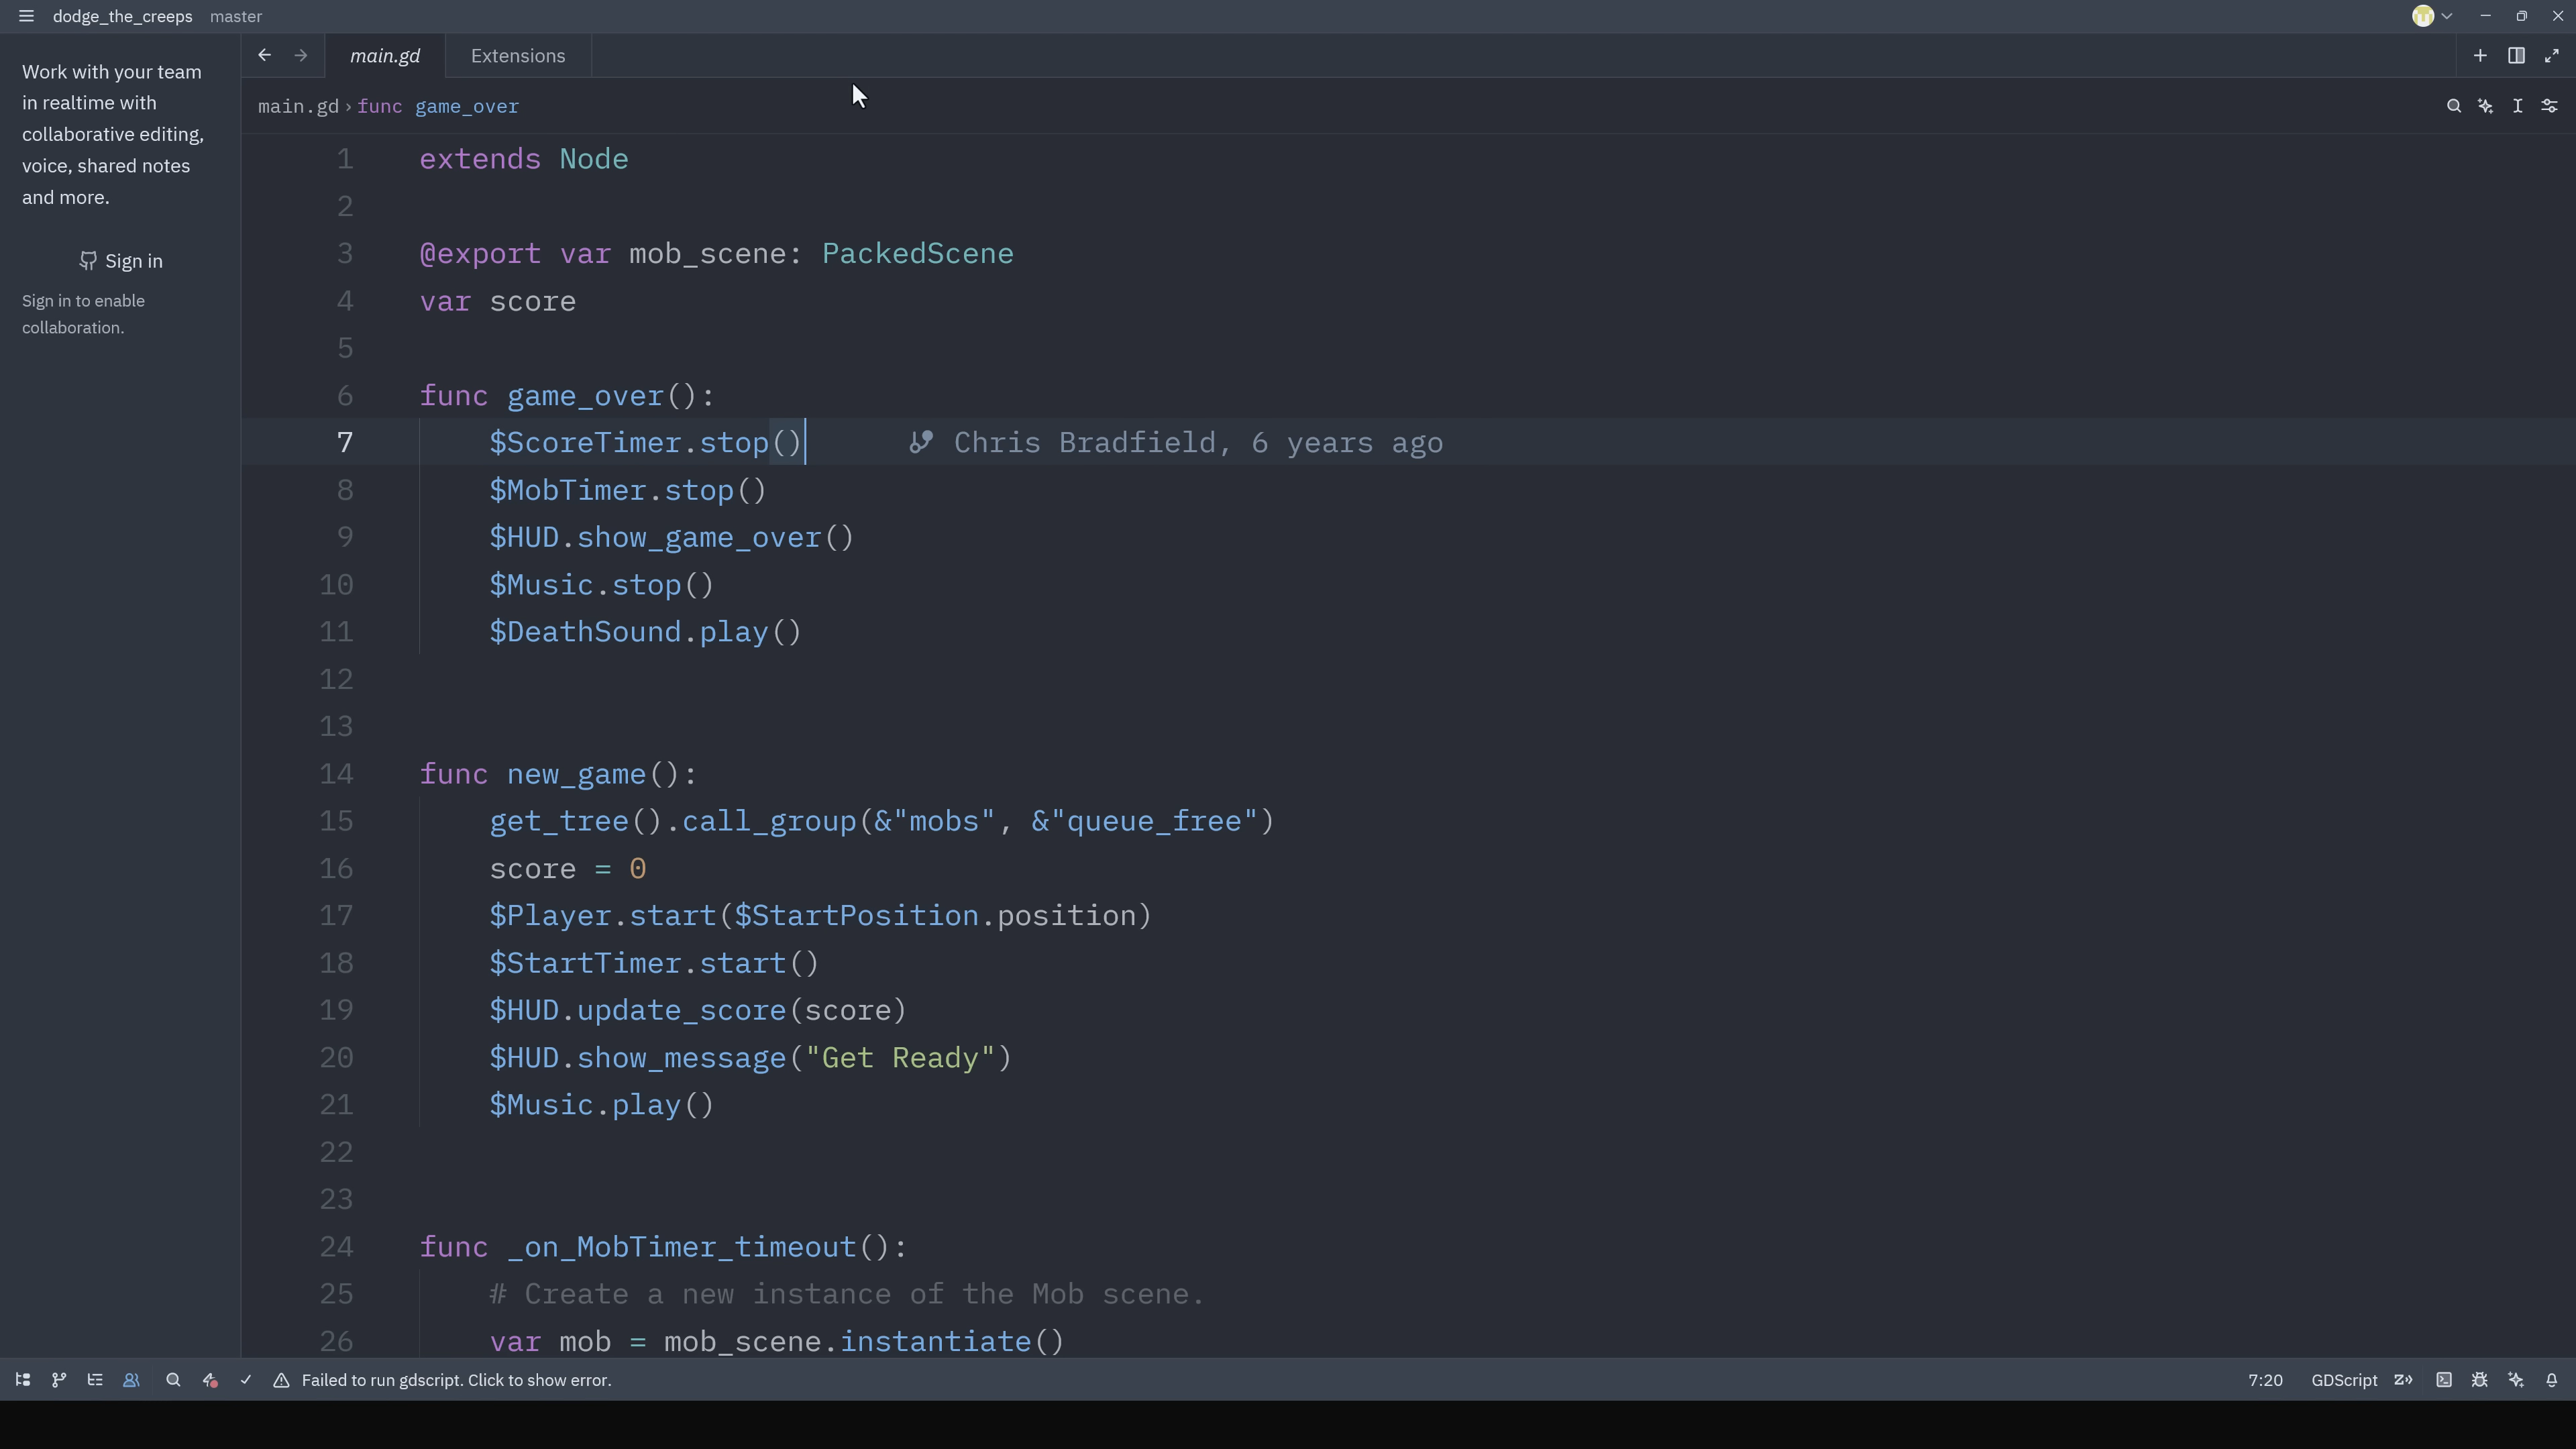 dodge_the_creeps master
Work with your team
in realtime with
collaborative editing,
voice, shared notes
and more.
Sign in
Sign in to enable
collaboration.
main.gd Extensions
main.gd › func game_over
1 extends Node
2
3 @export var mob_scene: PackedScene
4 var score
5
6 func game_over():
7 $ScoreTimer.stop() Chris Bradfield, 6 years ago
8 $MobTimer.stop()
9 $HUD.show_game_over()
10 $Music.stop()
11 $DeathSound.play()
12
13
14 func new_game():
15 get_tree().call_group(&"mobs", &"queue_free")
16 score = 0
17 $Player.start($StartPosition.position)
18 $StartTimer.start()
19 $HUD.update_score(score)
20 $HUD.show_message("Get Ready")
21 $Music.play()
22
23
24 func _on_MobTimer_timeout():
25 # Create a new instance of the Mob scene.
26 var mob = mob_scene.instantiate()
Failed to run gdscript. Click to show error. 7:20 GDScript